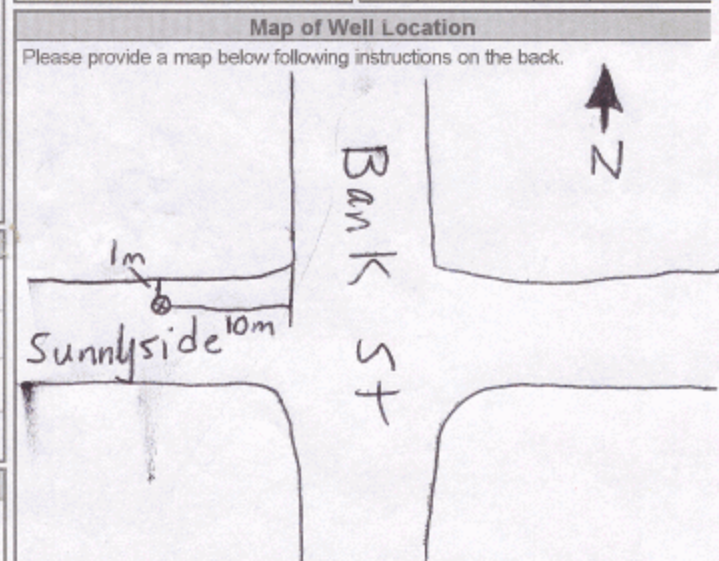 Map of Well Location
Please provide a map below following instructions on the back.
N
Bank St
1m
10m
Sunnyside